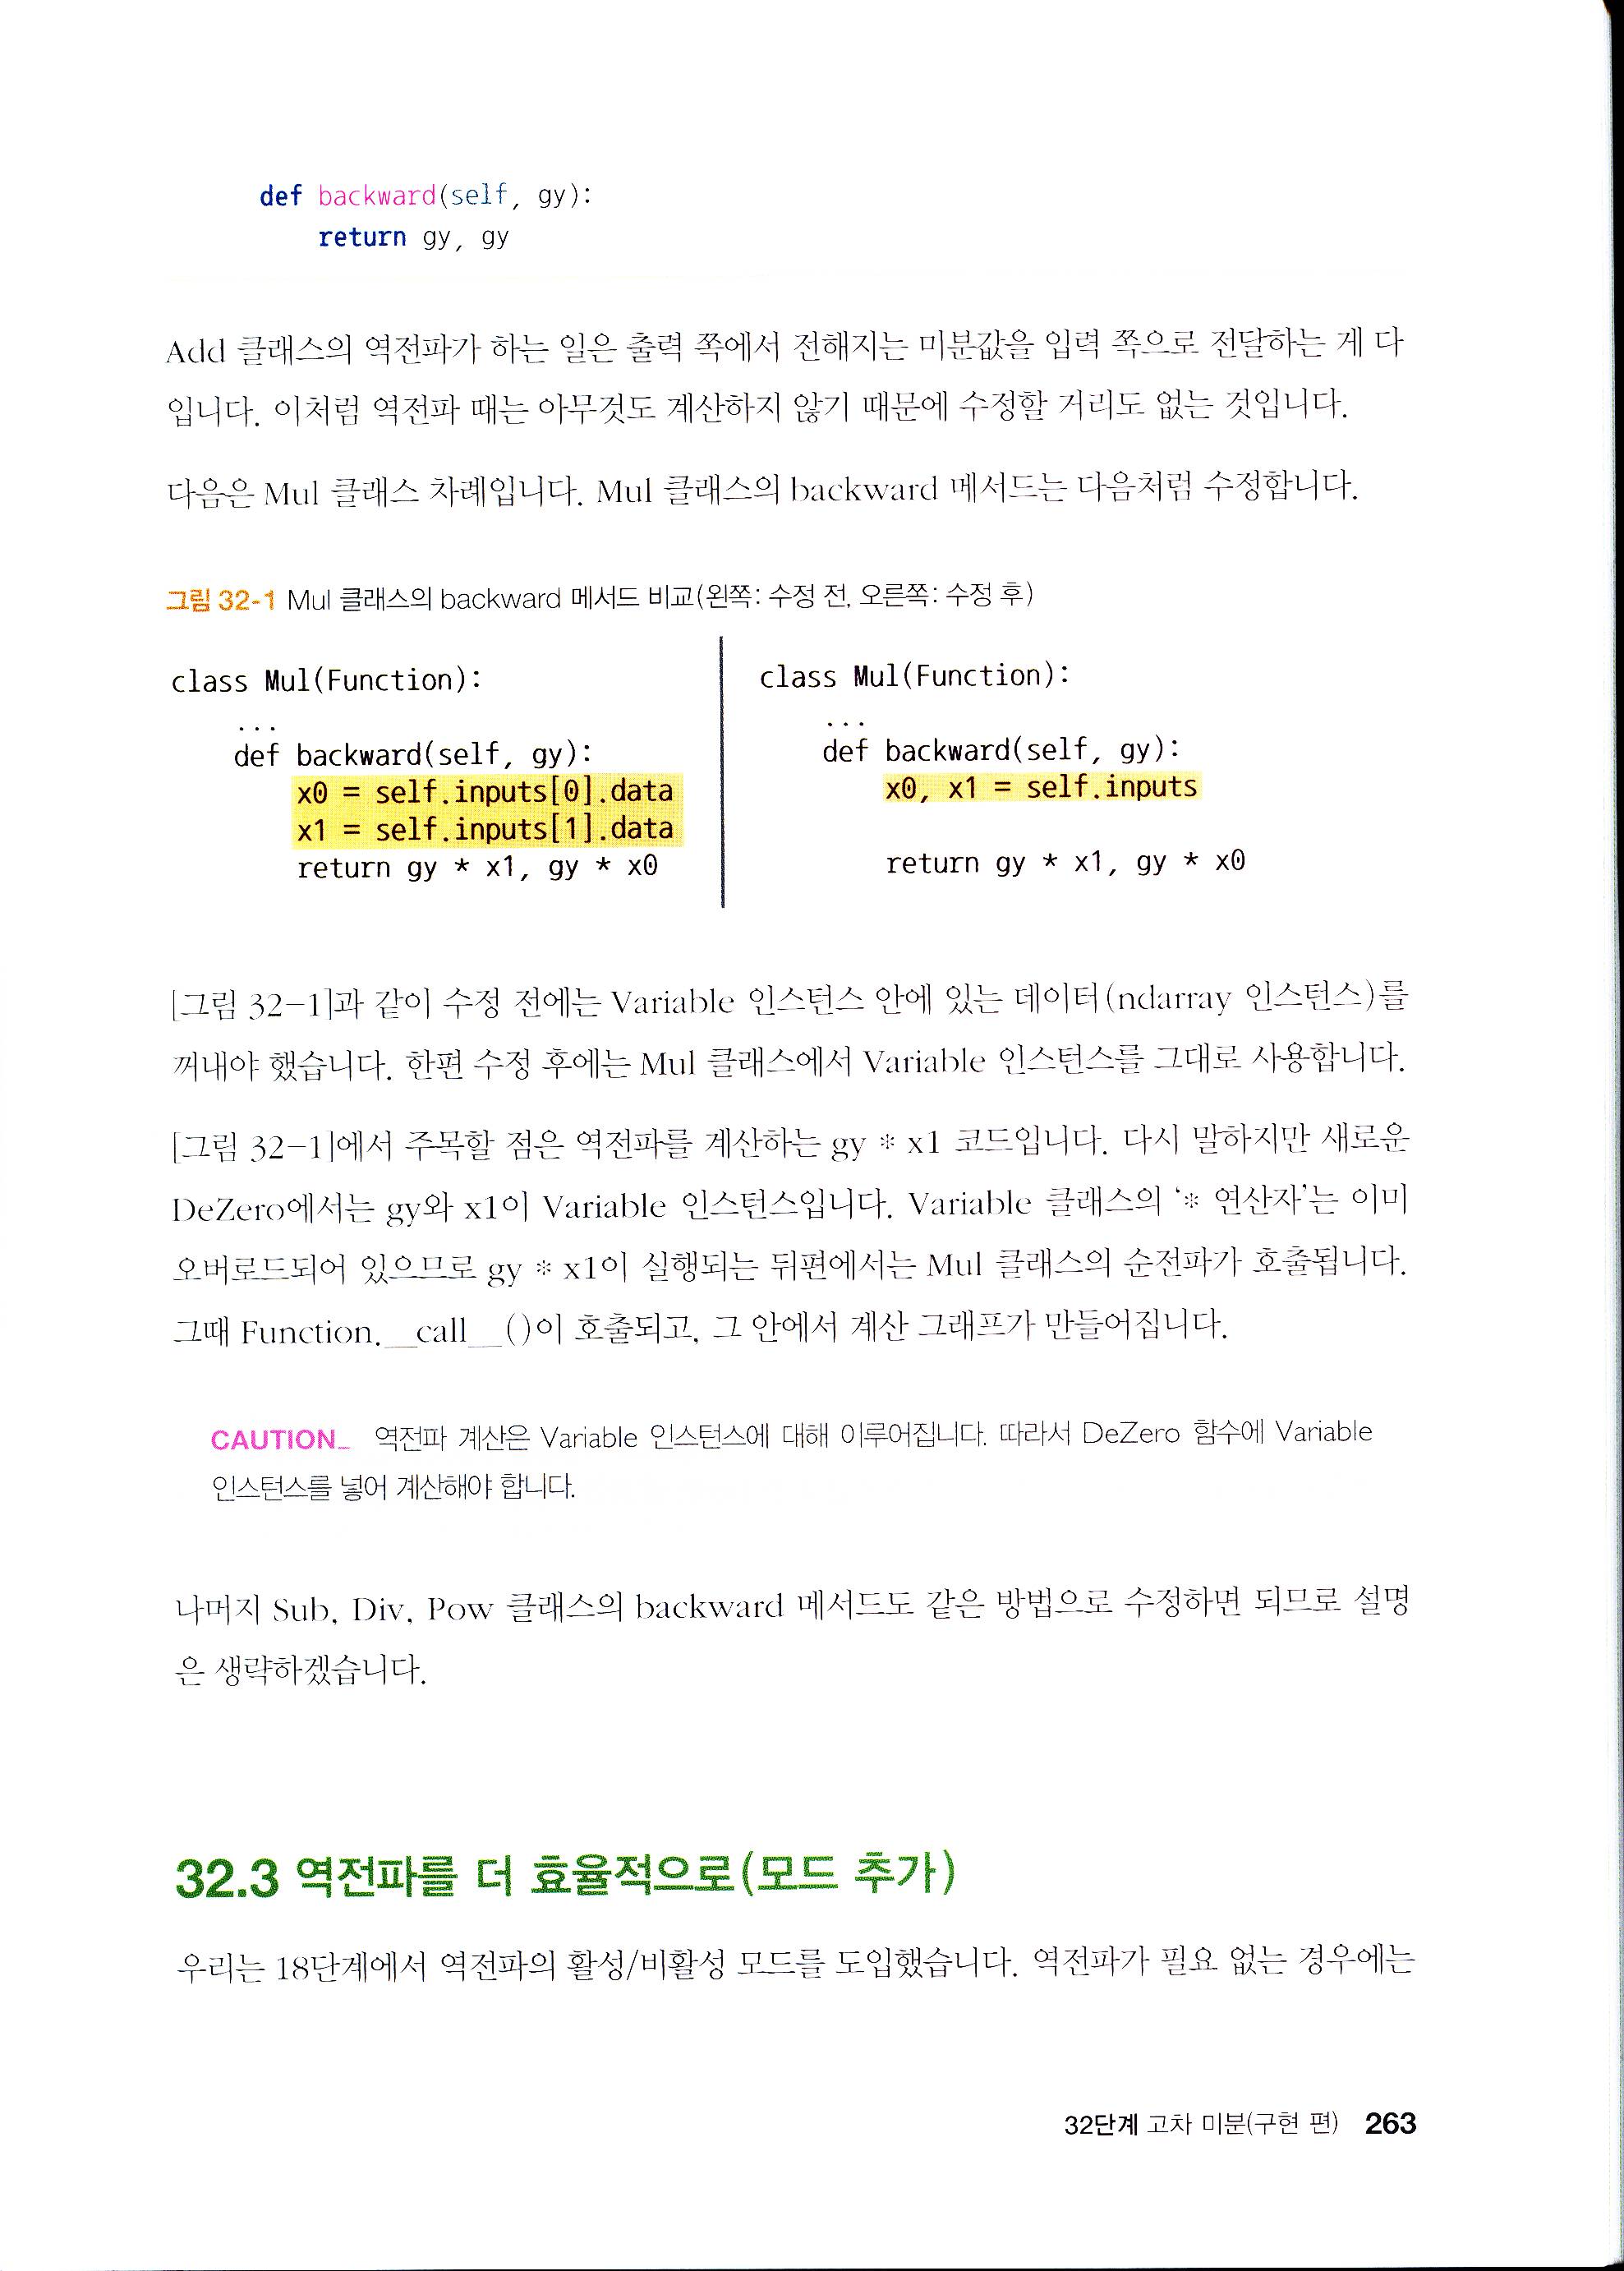 def backward(self, gy):
return gy, gy
Add 클래스의 역전파가 하는 일은 출력 쪽에서 전해지는 미분값을 입력 쪽으로 전달하는 게 다
입니다. 이처럼 역전파 때는 아무것도 계산하지 않기 때문에 수정할 거리도 없는 것입니다.
다음은 Mul 클래스 차례입니다. Mul 클래스의 backward 메서드는 다음처럼 수정합니다.
그림 32-1 Mul 클래스의 backward 메서드 비교(왼쪽: 수정 전, 오른쪽: 수정 후)
class Mul(Function):
...
def backward(self, gy):
x0 = self.inputs[0].data
x1 = self.inputs[1].data
return gy * x1, gy * x0
class Mul(Function):
...
def backward(self, gy):
x0, x1 = self.inputs
return gy * x1, gy * x0
[그림 32-1]과 같이 수정 전에는 Variable 인스턴스 안에 있는 데이터(ndarray 인스턴스)를
꺼내야 했습니다. 한편 수정 후에는 Mul 클래스에서 Variable 인스턴스를 그대로 사용합니다.
[그림 32-1]에서 주목할 점은 역전파를 계산하는 gy * x1 코드입니다. 다시 말하지만 새로운
DeZero에서는 gy와 x1이 Variable 인스턴스입니다. Variable 클래스의 '* 연산자'는 이미
오버로드되어 있으므로 gy * x1이 실행되는 뒤편에서는 Mul 클래스의 순전파가 호출됩니다.
그때 Function.__call__()이 호출되고, 그 안에서 계산 그래프가 만들어집니다.
CAUTION_ 역전파 계산은 Variable 인스턴스에 대해 이루어집니다. 따라서 DeZero 함수에 Variable
인스턴스를 넣어 계산해야 합니다.
나머지 Sub, Div, Pow 클래스의 backward 메서드도 같은 방법으로 수정하면 되므로 설명
은 생략하겠습니다.
32.3 역전파를 더 효율적으로(모드 추가)
우리는 18단계에서 역전파의 활성/비활성 모드를 도입했습니다. 역전파가 필요 없는 경우에는
32단계 고차 미분(구현 편) 263